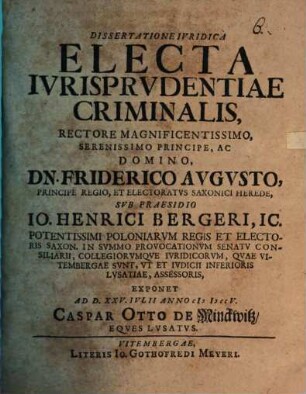 DISSERTATIONE IVRIDICA
ELECTA
IVRISPRVDENTIAE
CRIMINALIS,
RECTORE MAGNIFICENTISSIMO,
SERENISSIMO PRINCIPE, AC
DOMINO,
DN. FRIDERICO AVGVSTO,
PRINCIPE REGIO, ET ELECTORATVS SAXONICI HEREDE,
SVB PRAESIDIO
IO. HENRICI BERGERI, IC.
POTENTISSIMI POLONIARVM REGIS ET ELECTO-
RIS SAXON. IN SVMMO PROVOCATIONVM SENATV CON-
SILIARII, COLLEGIORVMQVE IVRIDICORVM, QVAE VI-
TEMBERGAE SVNT, VT ET IVDICII INFERIORIS
LVSATIAE, ASSESSORIS,
EXPONET
AD D. XXV. IVLII ANNO cIɔ IɔccV.
CASPAR OTTO de Minckwitz/
EQVES LVSATVS.
VITEMBERGAE,
LITERIS IO. GOTHOFREDI MEYERI.